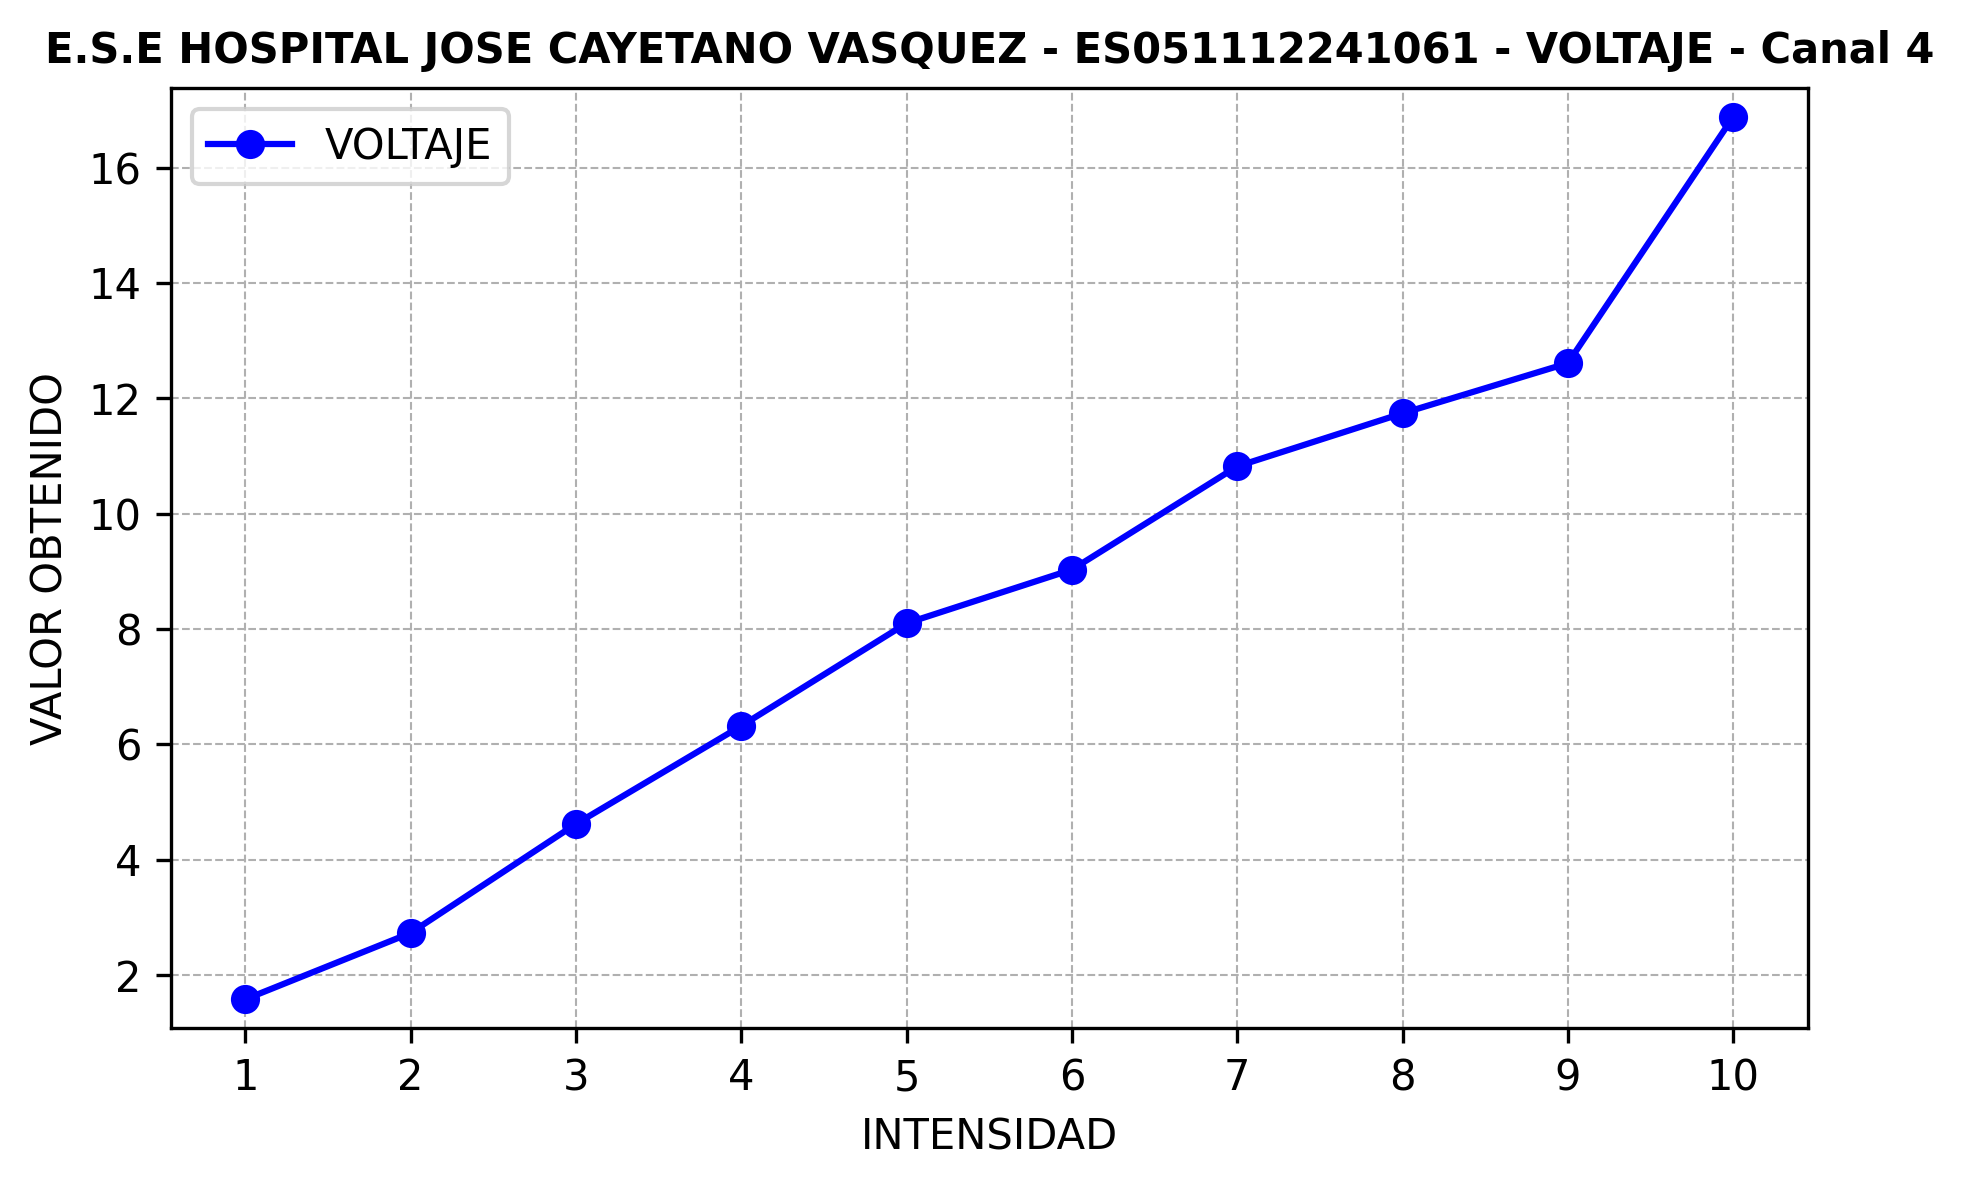 E.S.E HOSPITAL JOSE CAYETANO VASQUEZ - ES051112241061 - VOLTAJE - Canal 4
VOLTAJE
16
14
12
10
8
6
4
2
VALOR OBTENIDO
1 2 3 4 5 6 7 8 9 10
INTENSIDAD